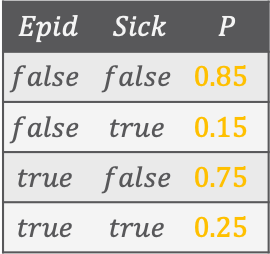 Epid Sick P
false false 0.85
false true 0.15
true false 0.75
true true 0.25